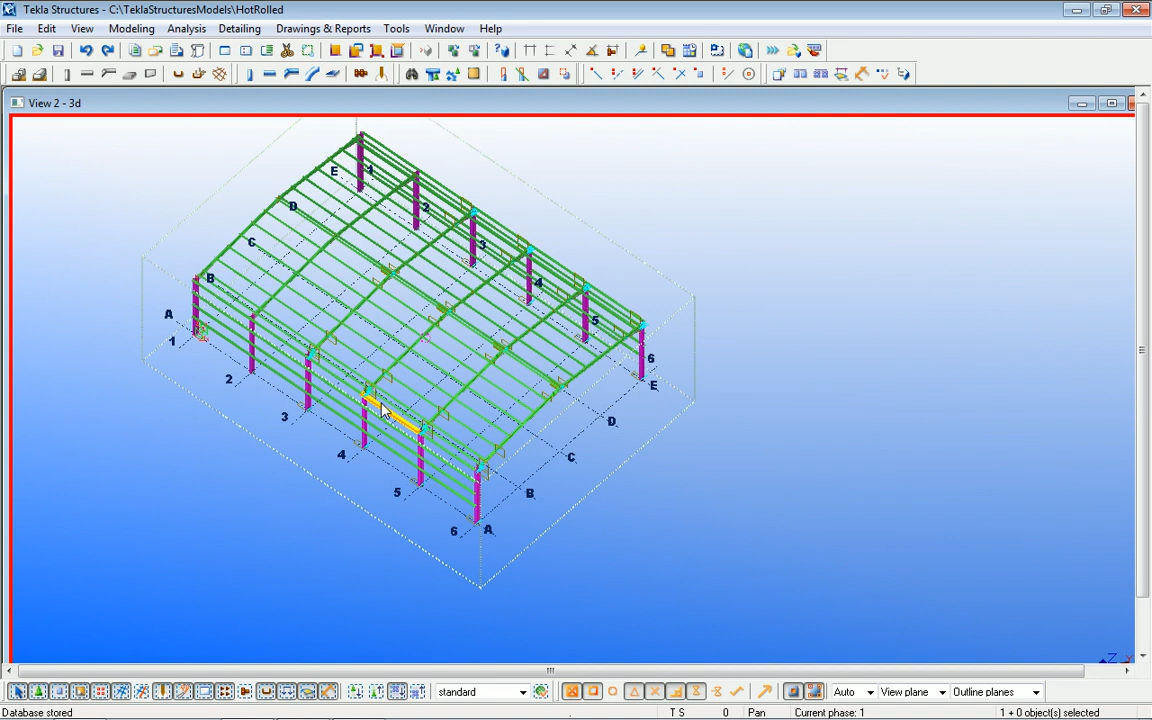 Tekla Structures - C:\TeklaStructuresModels\HotRolled
File Edit View Modeling Analysis Detailing Drawings & Reports Tools Window Help
View 2 - 3d
E 1
D 2
C 3
B 4
A 5
1 6
2 E
3 D
4 C
5 B
6 A
standard Auto View plane Outline planes
Database stored T S 0 Pan Current phase: 1 1 + 0 object(s) selected